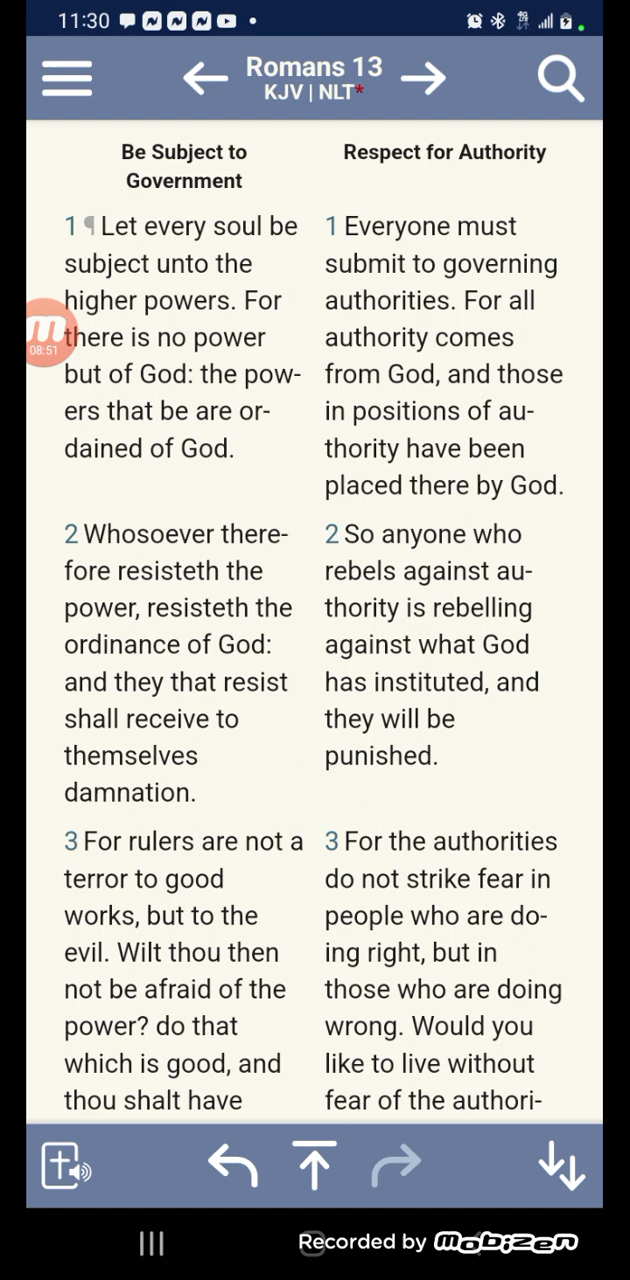 11:30
Romans 13
KJV | NLT*
Be Subject to
Government
1 ¶ Let every soul be
subject unto the
higher powers. For
there is no power
but of God: the pow-
ers that be are or-
dained of God.
2 Whosoever there-
fore resisteth the
power, resisteth the
ordinance of God:
and they that resist
shall receive to
themselves
damnation.
3 For rulers are not a
terror to good
works, but to the
evil. Wilt thou then
not be afraid of the
power? do that
which is good, and
thou shalt have
Respect for Authority
1 Everyone must
submit to governing
authorities. For all
authority comes
from God, and those
in positions of au-
thority have been
placed there by God.
2 So anyone who
rebels against au-
thority is rebelling
against what God
has instituted, and
they will be
punished.
3 For the authorities
do not strike fear in
people who are do-
ing right, but in
those who are doing
wrong. Would you
like to live without
fear of the authori-
m
08:51
Recorded by mobizen